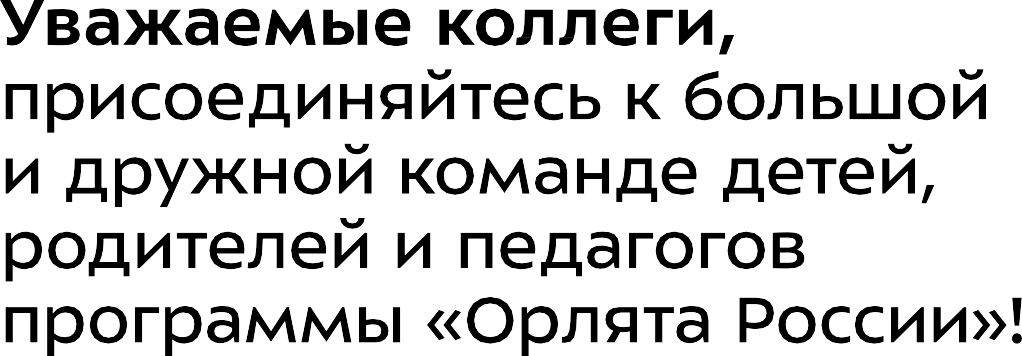 Уважаемые коллеги,
присоединяйтесь к большой
и дружной команде детей,
родителей и педагогов
программы «Орлята России»!